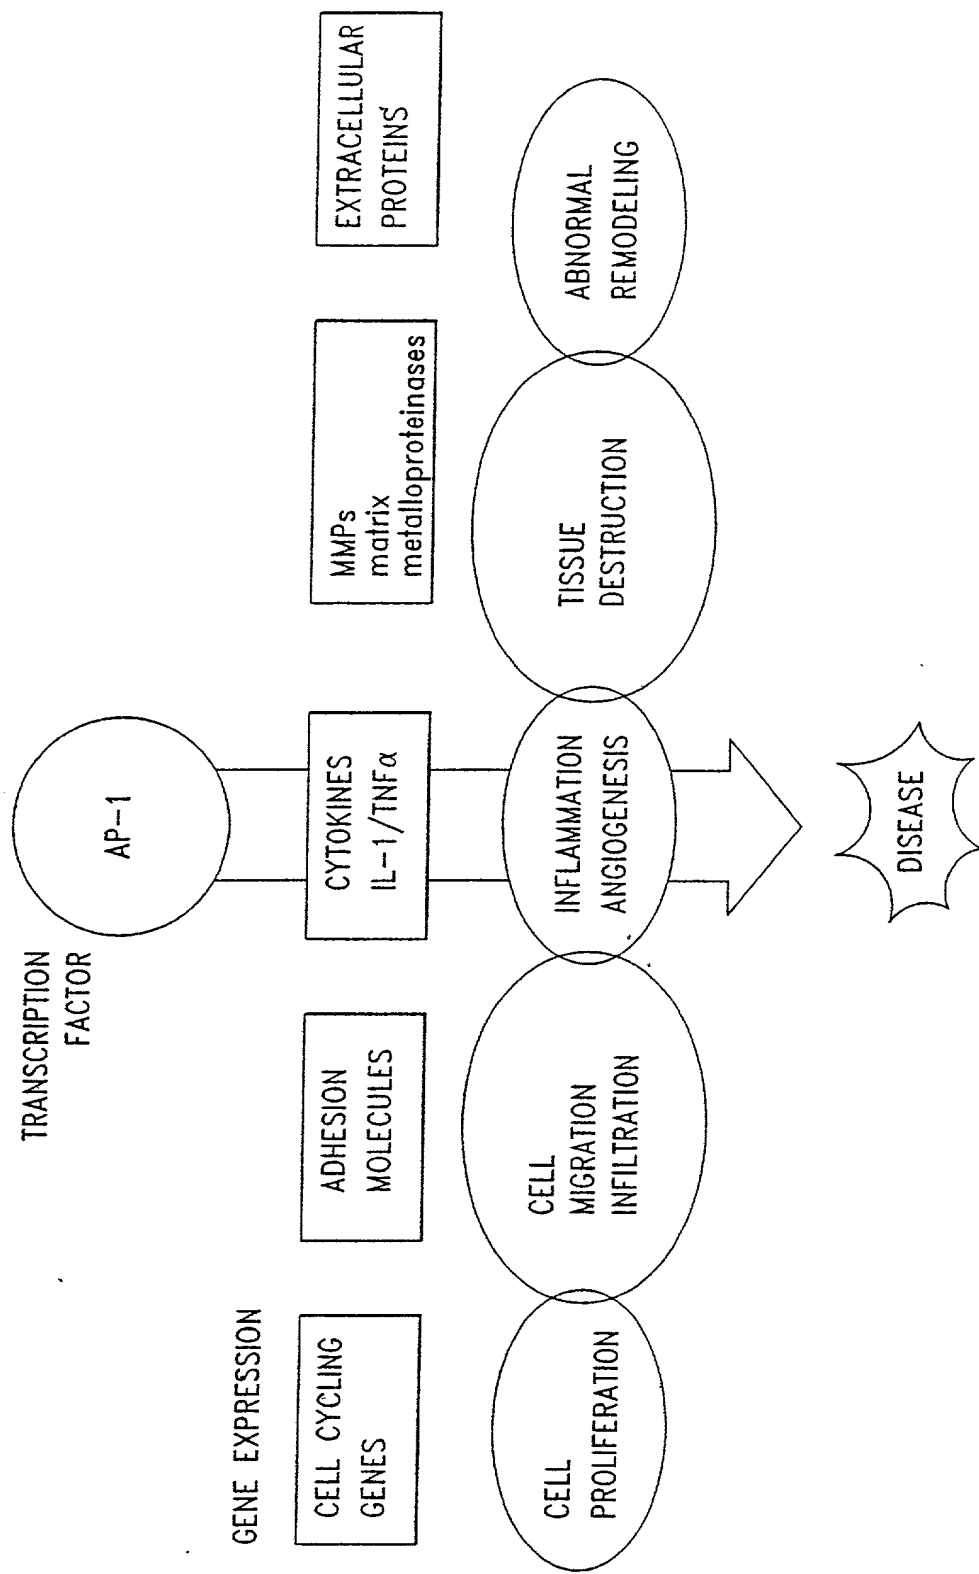 TRANSCRIPTION
FACTOR
AP-1
GENE EXPRESSION
CELL CYCLING
GENES
ADHESION
MOLECULES
CYTOKINES
IL-1/TNFα
MMPs
matrix
metalloproteinases
EXTRACELLULAR
PROTEINS
CELL
PROLIFERATION
CELL
MIGRATION
INFILTRATION
INFLAMMATION
ANGIOGENESIS
TISSUE
DESTRUCTION
ABNORMAL
REMODELING
DISEASE